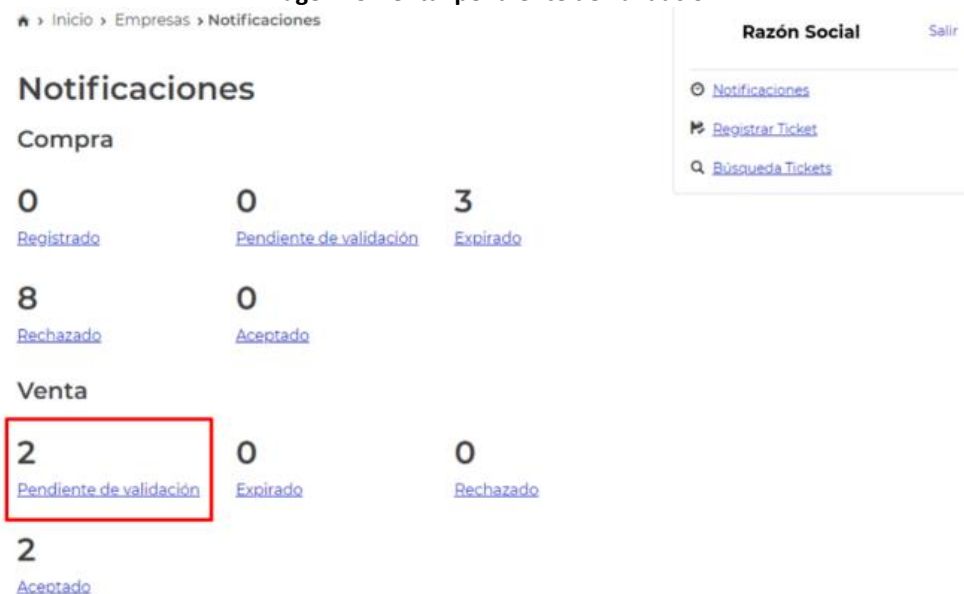 Inicio > Empresas > Notificaciones
Razón Social
Salir
Notificaciones
Notificaciones
Registrar Ticket
Búsqueda Tickets
Compra
0
0
3
Registrado
Pendiente de validación
Expirado
8
0
Rechazado
Aceptado
Venta
2
0
0
Pendiente de validación
Expirado
Rechazado
2
Aceptado